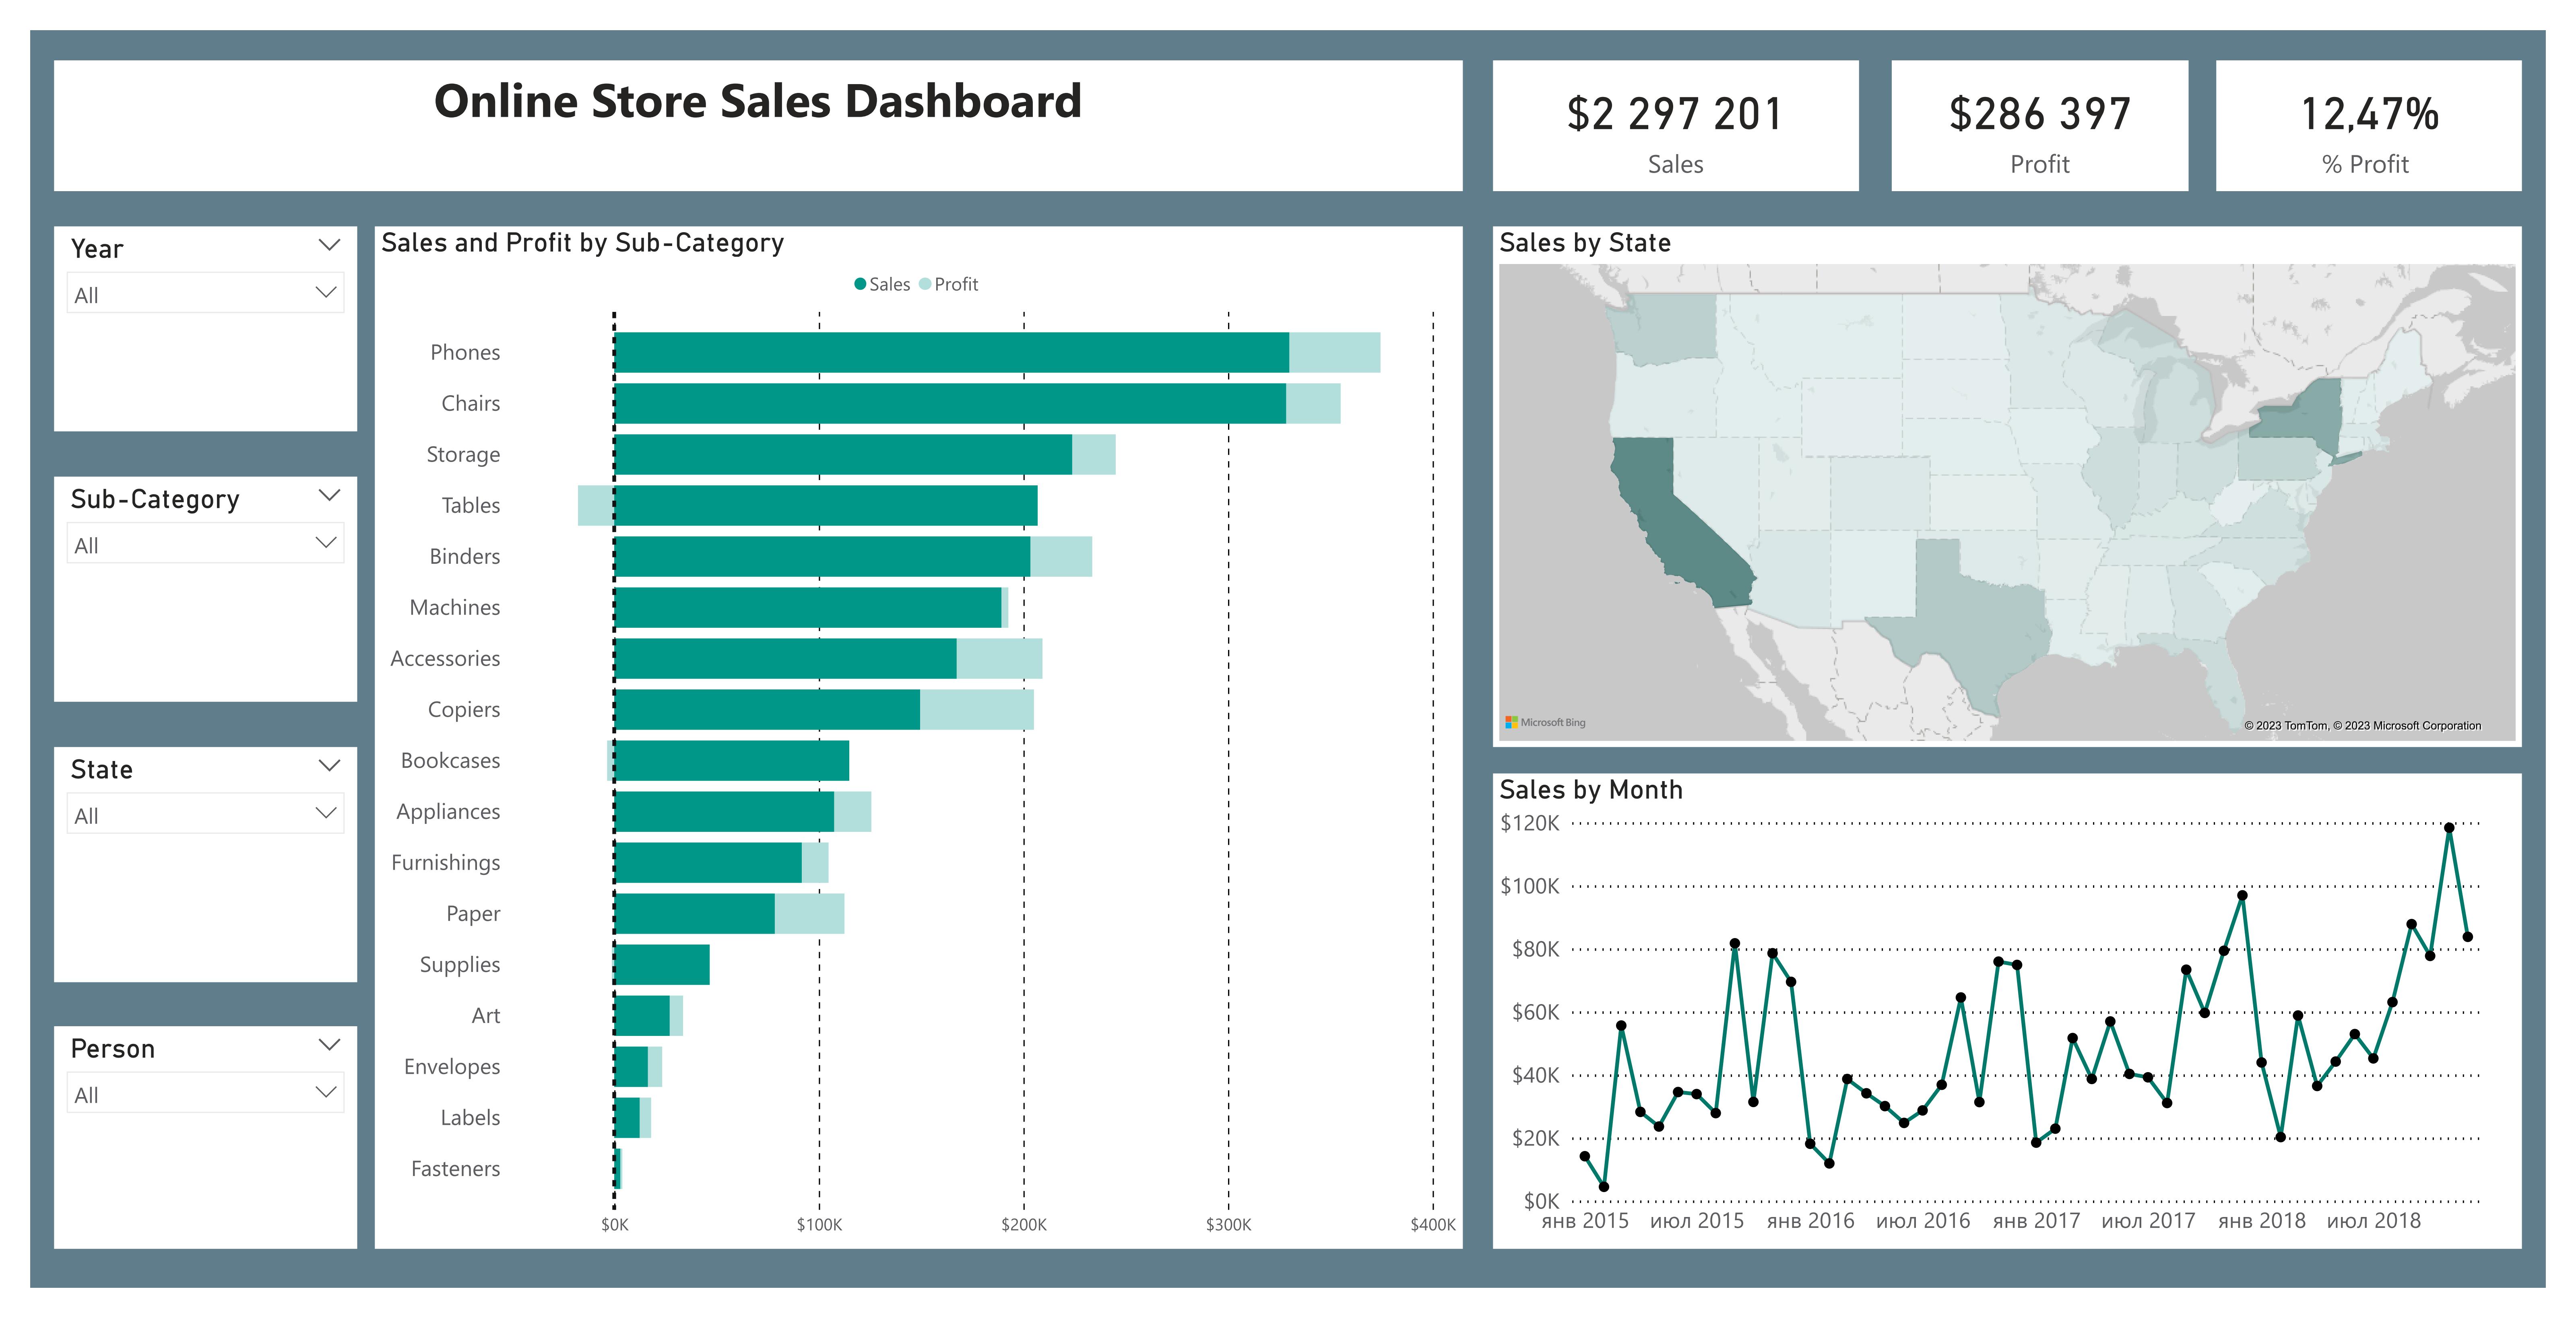 Online Store Sales Dashboard
$2 297 201
Sales
$286 397
Profit
12,47%
% Profit
Year
All
Sub-Category
All
State
All
Person
All
Sales and Profit by Sub-Category
Sales Profit
Phones
Chairs
Storage
Tables
Binders
Machines
Accessories
Copiers
Bookcases
Appliances
Furnishings
Paper
Supplies
Art
Envelopes
Labels
Fasteners
$0K $100K $200K $300K $400K
Sales by State
Microsoft Bing
© 2023 TomTom, © 2023 Microsoft Corporation
Sales by Month
$120K
$100K
$80K
$60K
$40K
$20K
$0K
янв 2015 июл 2015 янв 2016 июл 2016 янв 2017 июл 2017 янв 2018 июл 2018